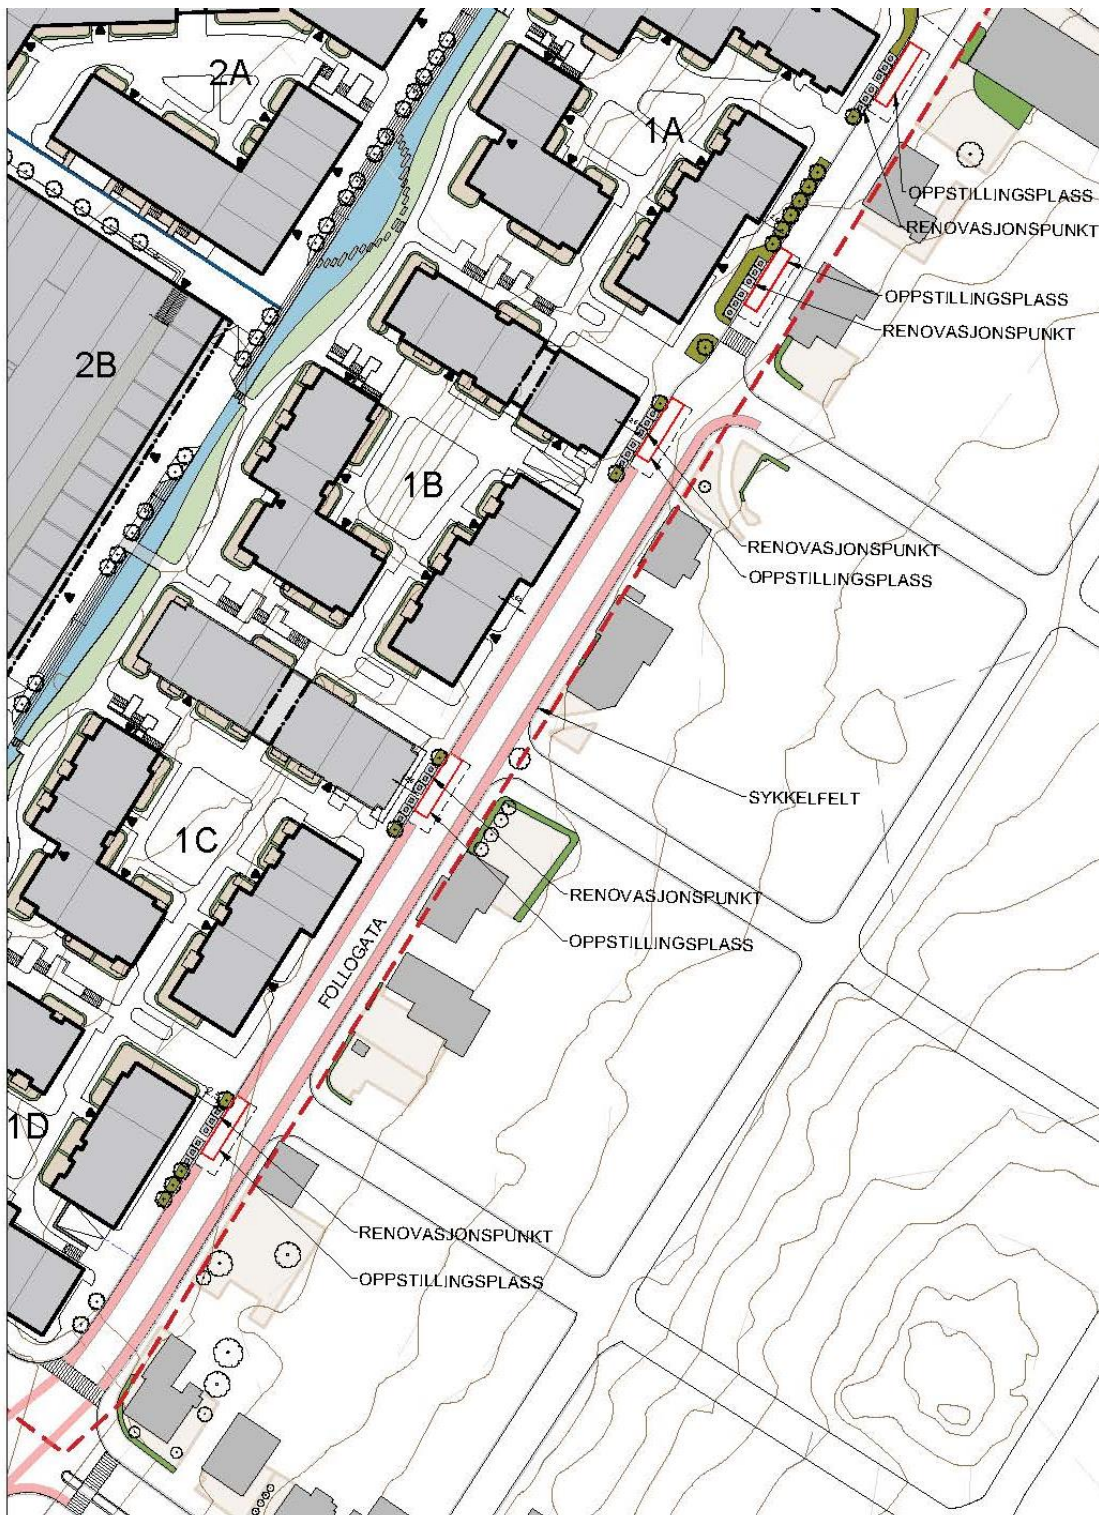 2A
1A
OPPSTILLINGSPLASS
RENOVASJONSPUNKT
OPPSTILLINGSPLASS
RENOVASJONSPUNKT
2B
1B
RENOVASJONSPUNKT
OPPSTILLINGSPLASS
SYKKELFELT
1C
RENOVASJONSPUNKT
OPPSTILLINGSPLASS
FOLLOGATA
1D
RENOVASJONSPUNKT
OPPSTILLINGSPLASS